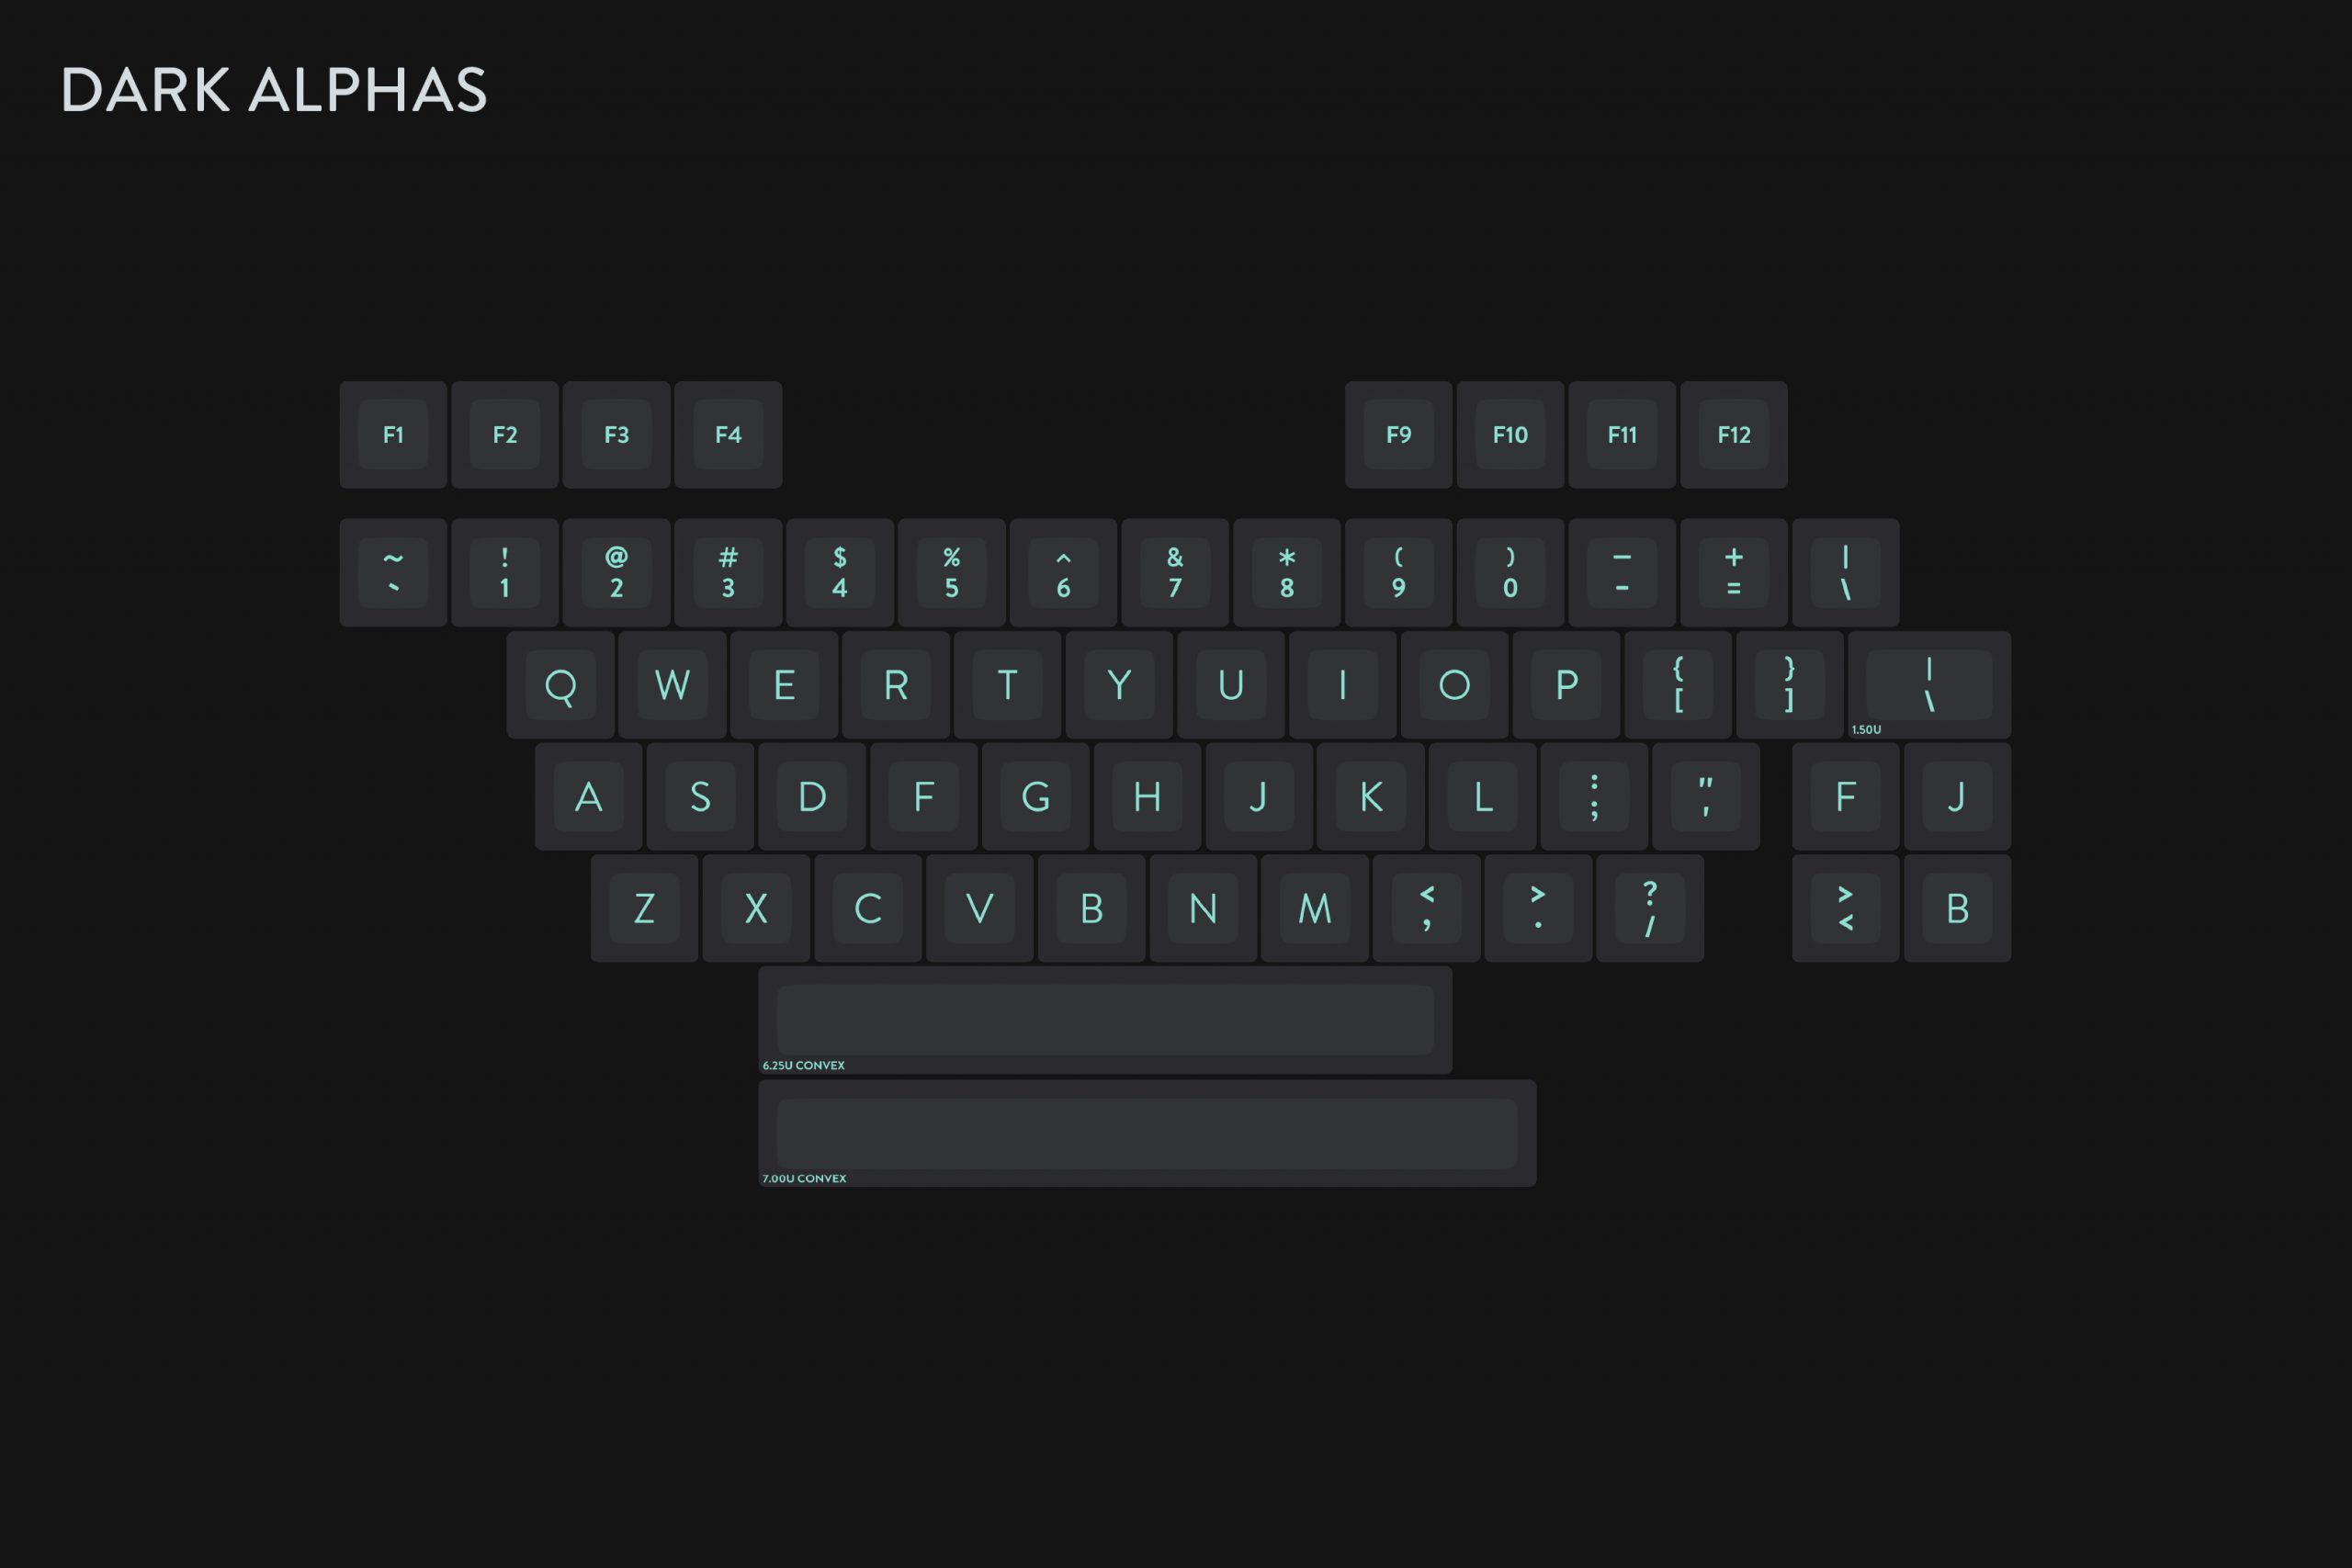 DARK ALPHAS
F1 F2 F3 F4 F9 F10 F11 F12
~ ! @ # $ % ^ & * ( ) — + |
` 1 2 3 4 5 6 7 8 9 0 - = \
Q W E R T Y U I O P { } |
[ ] \
1.50U
A S D F G H J K L : " F J
; '
Z X C V B N M < > ? > B
, . / <
6.25U CONVEX
7.00U CONVEX